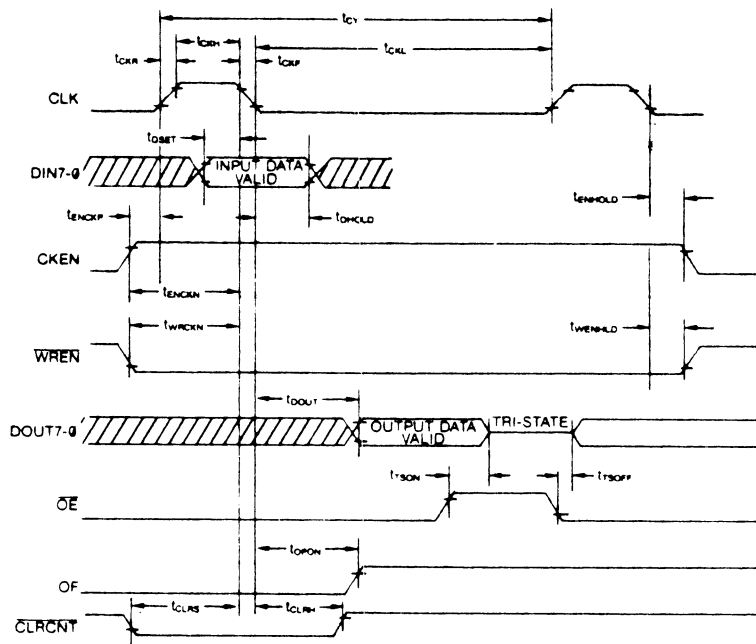 tCY
tCKH
tCKL
tCKR
tCKF
CLK
tDSET
DIN7-0
INPUT DATA
VALID
tENCKP
tDHOLD
tENHOLD
CKEN
tENCKN
tWRCKN
tWENHLD
WREN
tDOUT
DOUT7-0
OUTPUT DATA
VALID
TRI-STATE
tTSON
tTSOFF
OE
tOFON
OF
tCLRS
tCLRH
CLRCNT